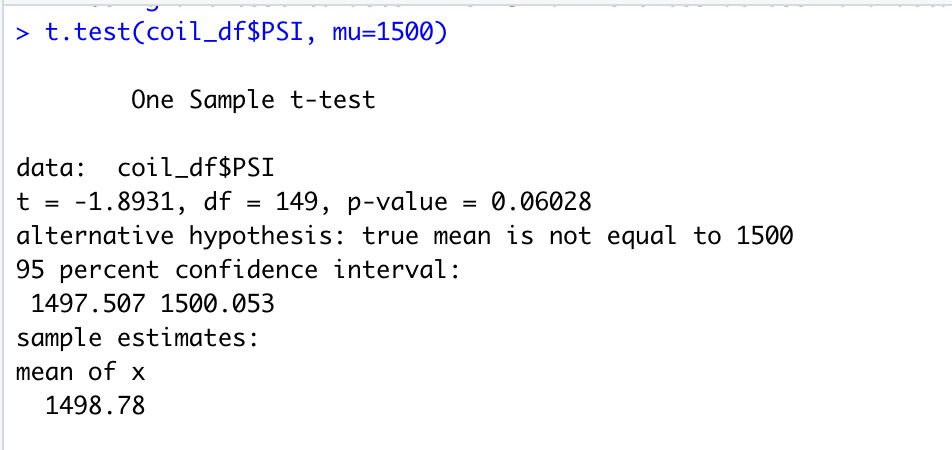 > t.test(coil_df$PSI, mu=1500)
One Sample t-test
data:  coil_df$PSI
t = -1.8931, df = 149, p-value = 0.06028
alternative hypothesis: true mean is not equal to 1500
95 percent confidence interval:
1497.507 1500.053
sample estimates:
mean of x
1498.78